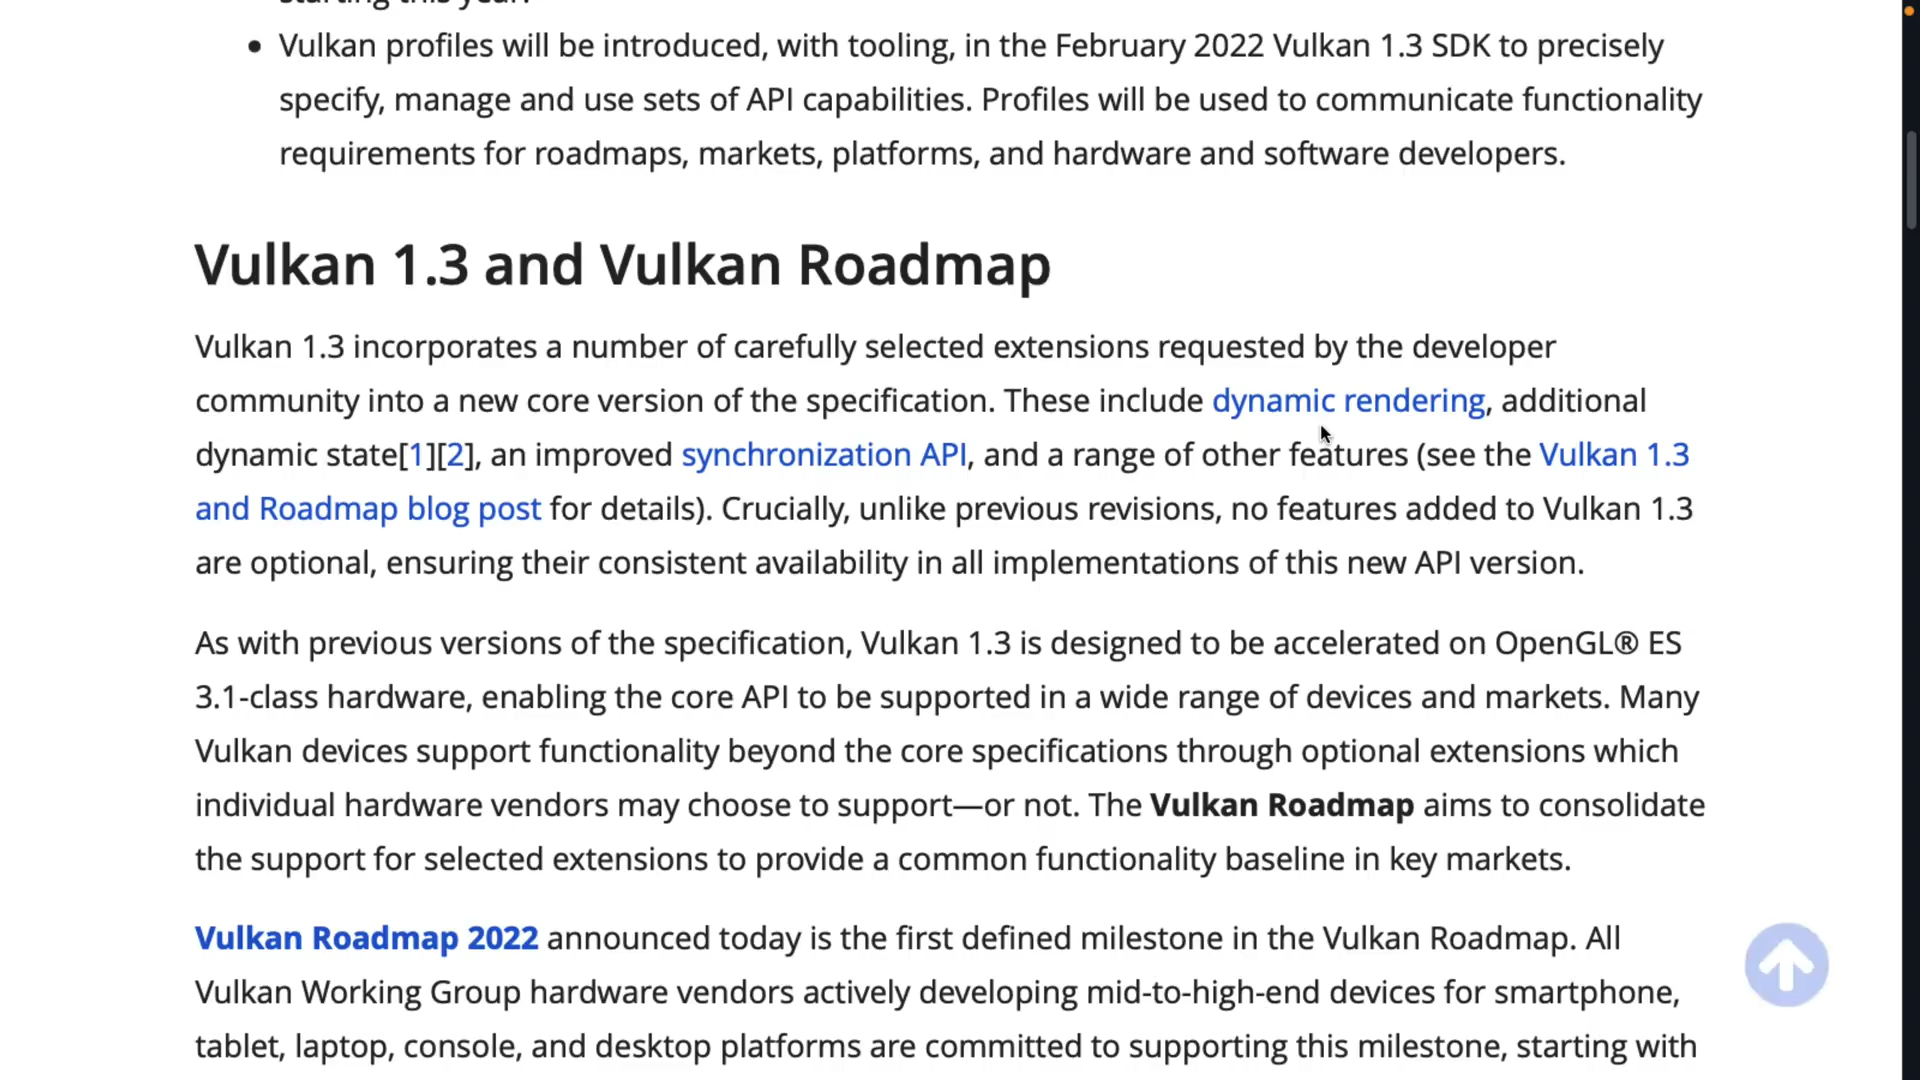 starting this year.
• Vulkan profiles will be introduced, with tooling, in the February 2022 Vulkan 1.3 SDK to precisely
specify, manage and use sets of API capabilities. Profiles will be used to communicate functionality
requirements for roadmaps, markets, platforms, and hardware and software developers.
Vulkan 1.3 and Vulkan Roadmap
Vulkan 1.3 incorporates a number of carefully selected extensions requested by the developer
community into a new core version of the specification. These include dynamic rendering, additional
dynamic state[1][2], an improved synchronization API, and a range of other features (see the Vulkan 1.3
and Roadmap blog post for details). Crucially, unlike previous revisions, no features added to Vulkan 1.3
are optional, ensuring their consistent availability in all implementations of this new API version.
As with previous versions of the specification, Vulkan 1.3 is designed to be accelerated on OpenGL® ES
3.1-class hardware, enabling the core API to be supported in a wide range of devices and markets. Many
Vulkan devices support functionality beyond the core specifications through optional extensions which
individual hardware vendors may choose to support—or not. The Vulkan Roadmap aims to consolidate
the support for selected extensions to provide a common functionality baseline in key markets.
Vulkan Roadmap 2022 announced today is the first defined milestone in the Vulkan Roadmap. All
Vulkan Working Group hardware vendors actively developing mid-to-high-end devices for smartphone,
tablet, laptop, console, and desktop platforms are committed to supporting this milestone, starting with